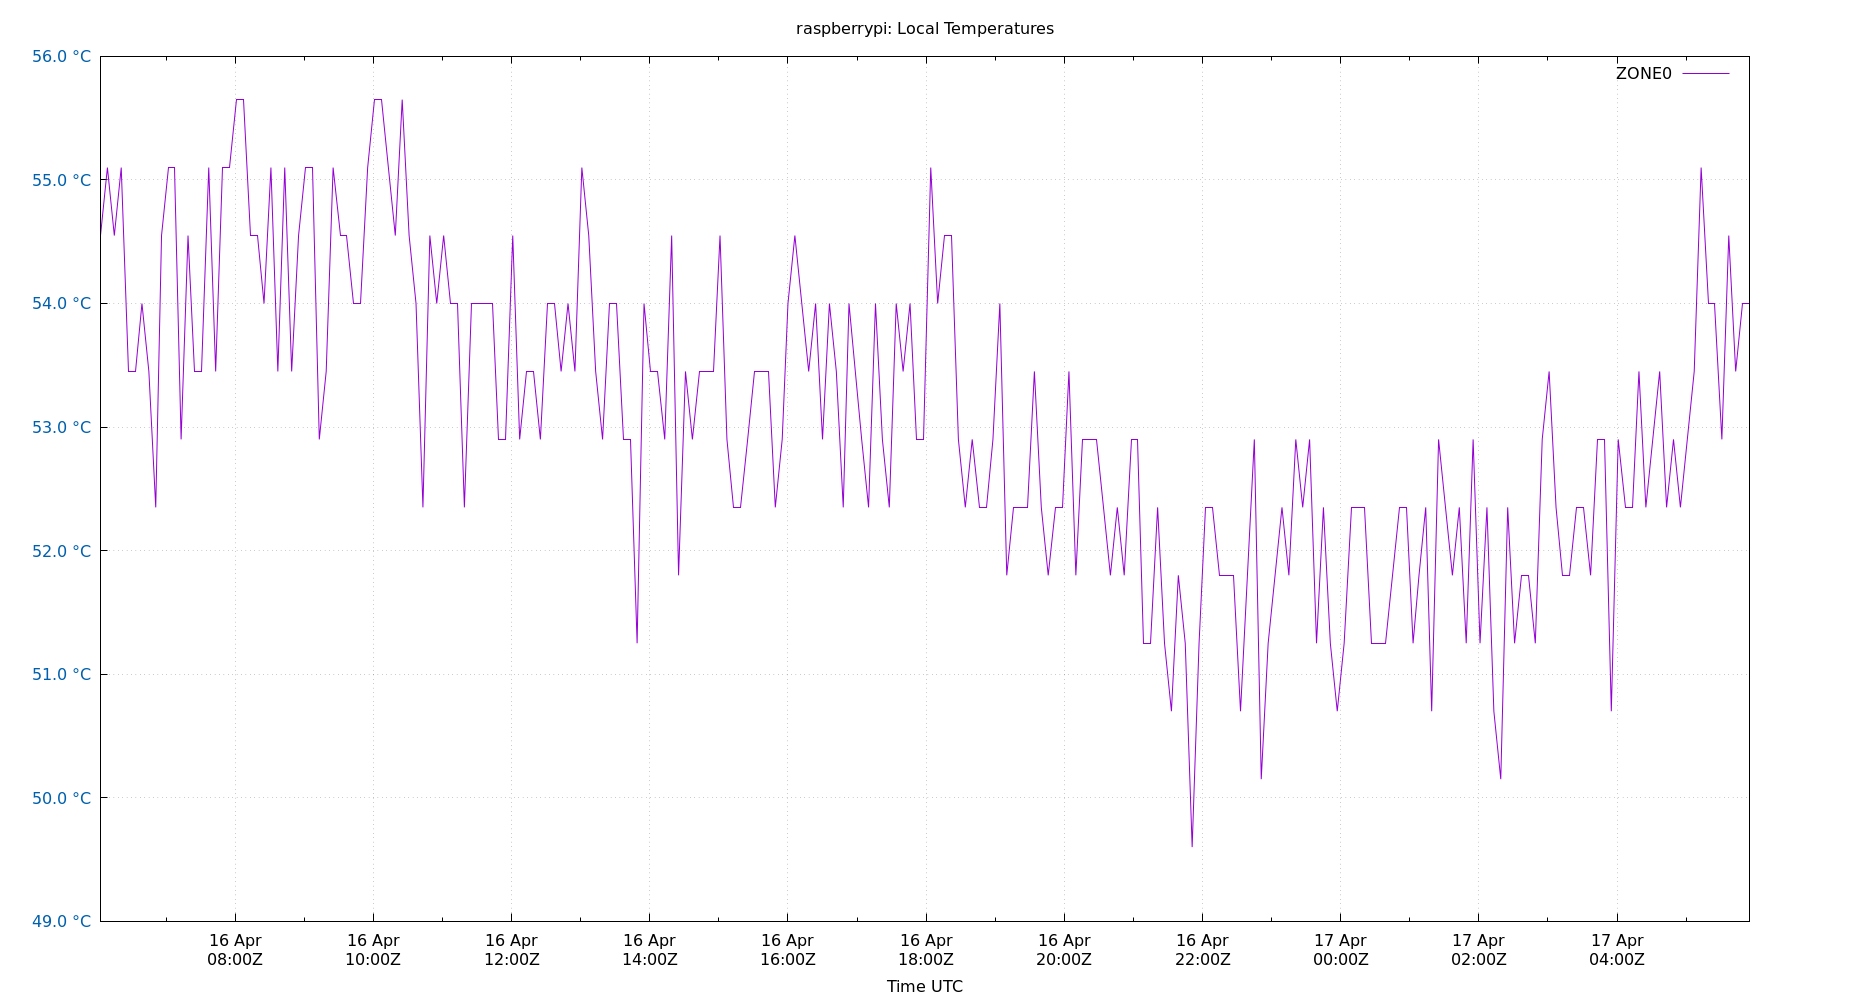 raspberrypi: Local Temperatures
56.0 °C
ZONE0
55.0 °C
54.0 °C
53.0 °C
52.0 °C
51.0 °C
50.0 °C
49.0 °C
16 Apr 16 Apr 16 Apr 16 Apr 16 Apr 16 Apr 16 Apr 16 Apr 17 Apr 17 Apr 17 Apr
08:00Z 10:00Z 12:00Z 14:00Z 16:00Z 18:00Z 20:00Z 22:00Z 00:00Z 02:00Z 04:00Z
Time UTC